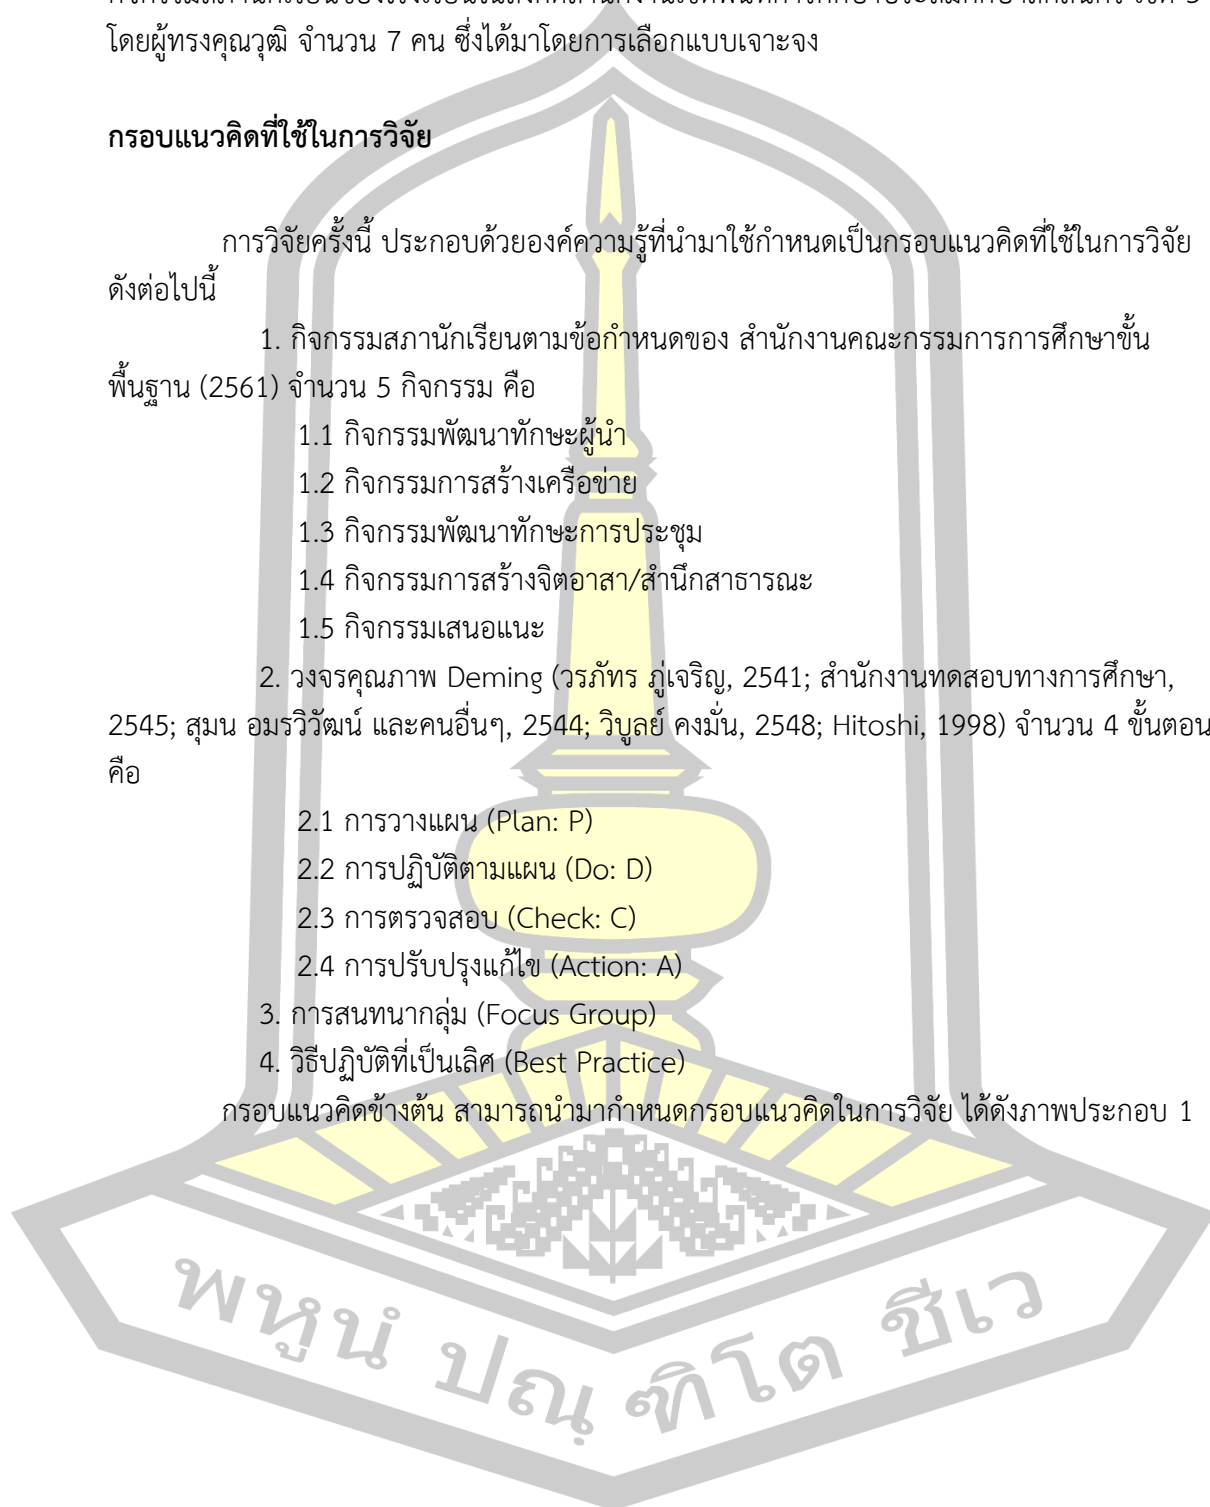 โดยผู้ทรงคุณวุฒิ จำนวน 7 คน ซึ่งได้มาโดยการเลือกแบบเจาะจง
กรอบแนวคิดที่ใช้ในการวิจัย
การวิจัยครั้งนี้ ประกอบด้วยองค์ความรู้ที่นำมาใช้กำหนดเป็นกรอบแนวคิดที่ใช้ในการวิจัย
ดังต่อไปนี้
1. กิจกรรมสภานักเรียนตามข้อกำหนดของ สำนักงานคณะกรรมการการศึกษาขั้น
พื้นฐาน (2561) จำนวน 5 กิจกรรม คือ
1.1 กิจกรรมพัฒนาทักษะผู้นำ
1.2 กิจกรรมการสร้างเครือข่าย
1.3 กิจกรรมพัฒนาทักษะการประชุม
1.4 กิจกรรมการสร้างจิตอาสา/สำนึกสาธารณะ
1.5 กิจกรรมเสนอแนะ
2. วงจรคุณภาพ Deming (วรภัทร ภู่เจริญ, 2541; สำนักงานทดสอบทางการศึกษา,
2545; สุมน อมรวิวัฒน์ และคนอื่นๆ, 2544; วิบูลย์ คงมั่น, 2548; Hitoshi, 1998) จำนวน 4 ขั้นตอน
คือ
2.1 การวางแผน (Plan: P)
2.2 การปฏิบัติตามแผน (Do: D)
2.3 การตรวจสอบ (Check: C)
2.4 การปรับปรุงแก้ไข (Action: A)
3. การสนทนากลุ่ม (Focus Group)
4. วิธีปฏิบัติที่เป็นเลิศ (Best Practice)
กรอบแนวคิดข้างต้น สามารถนำมากำหนดกรอบแนวคิดในการวิจัย ได้ดังภาพประกอบ 1
พหูนํ ปณฺฑิโต ชีเว